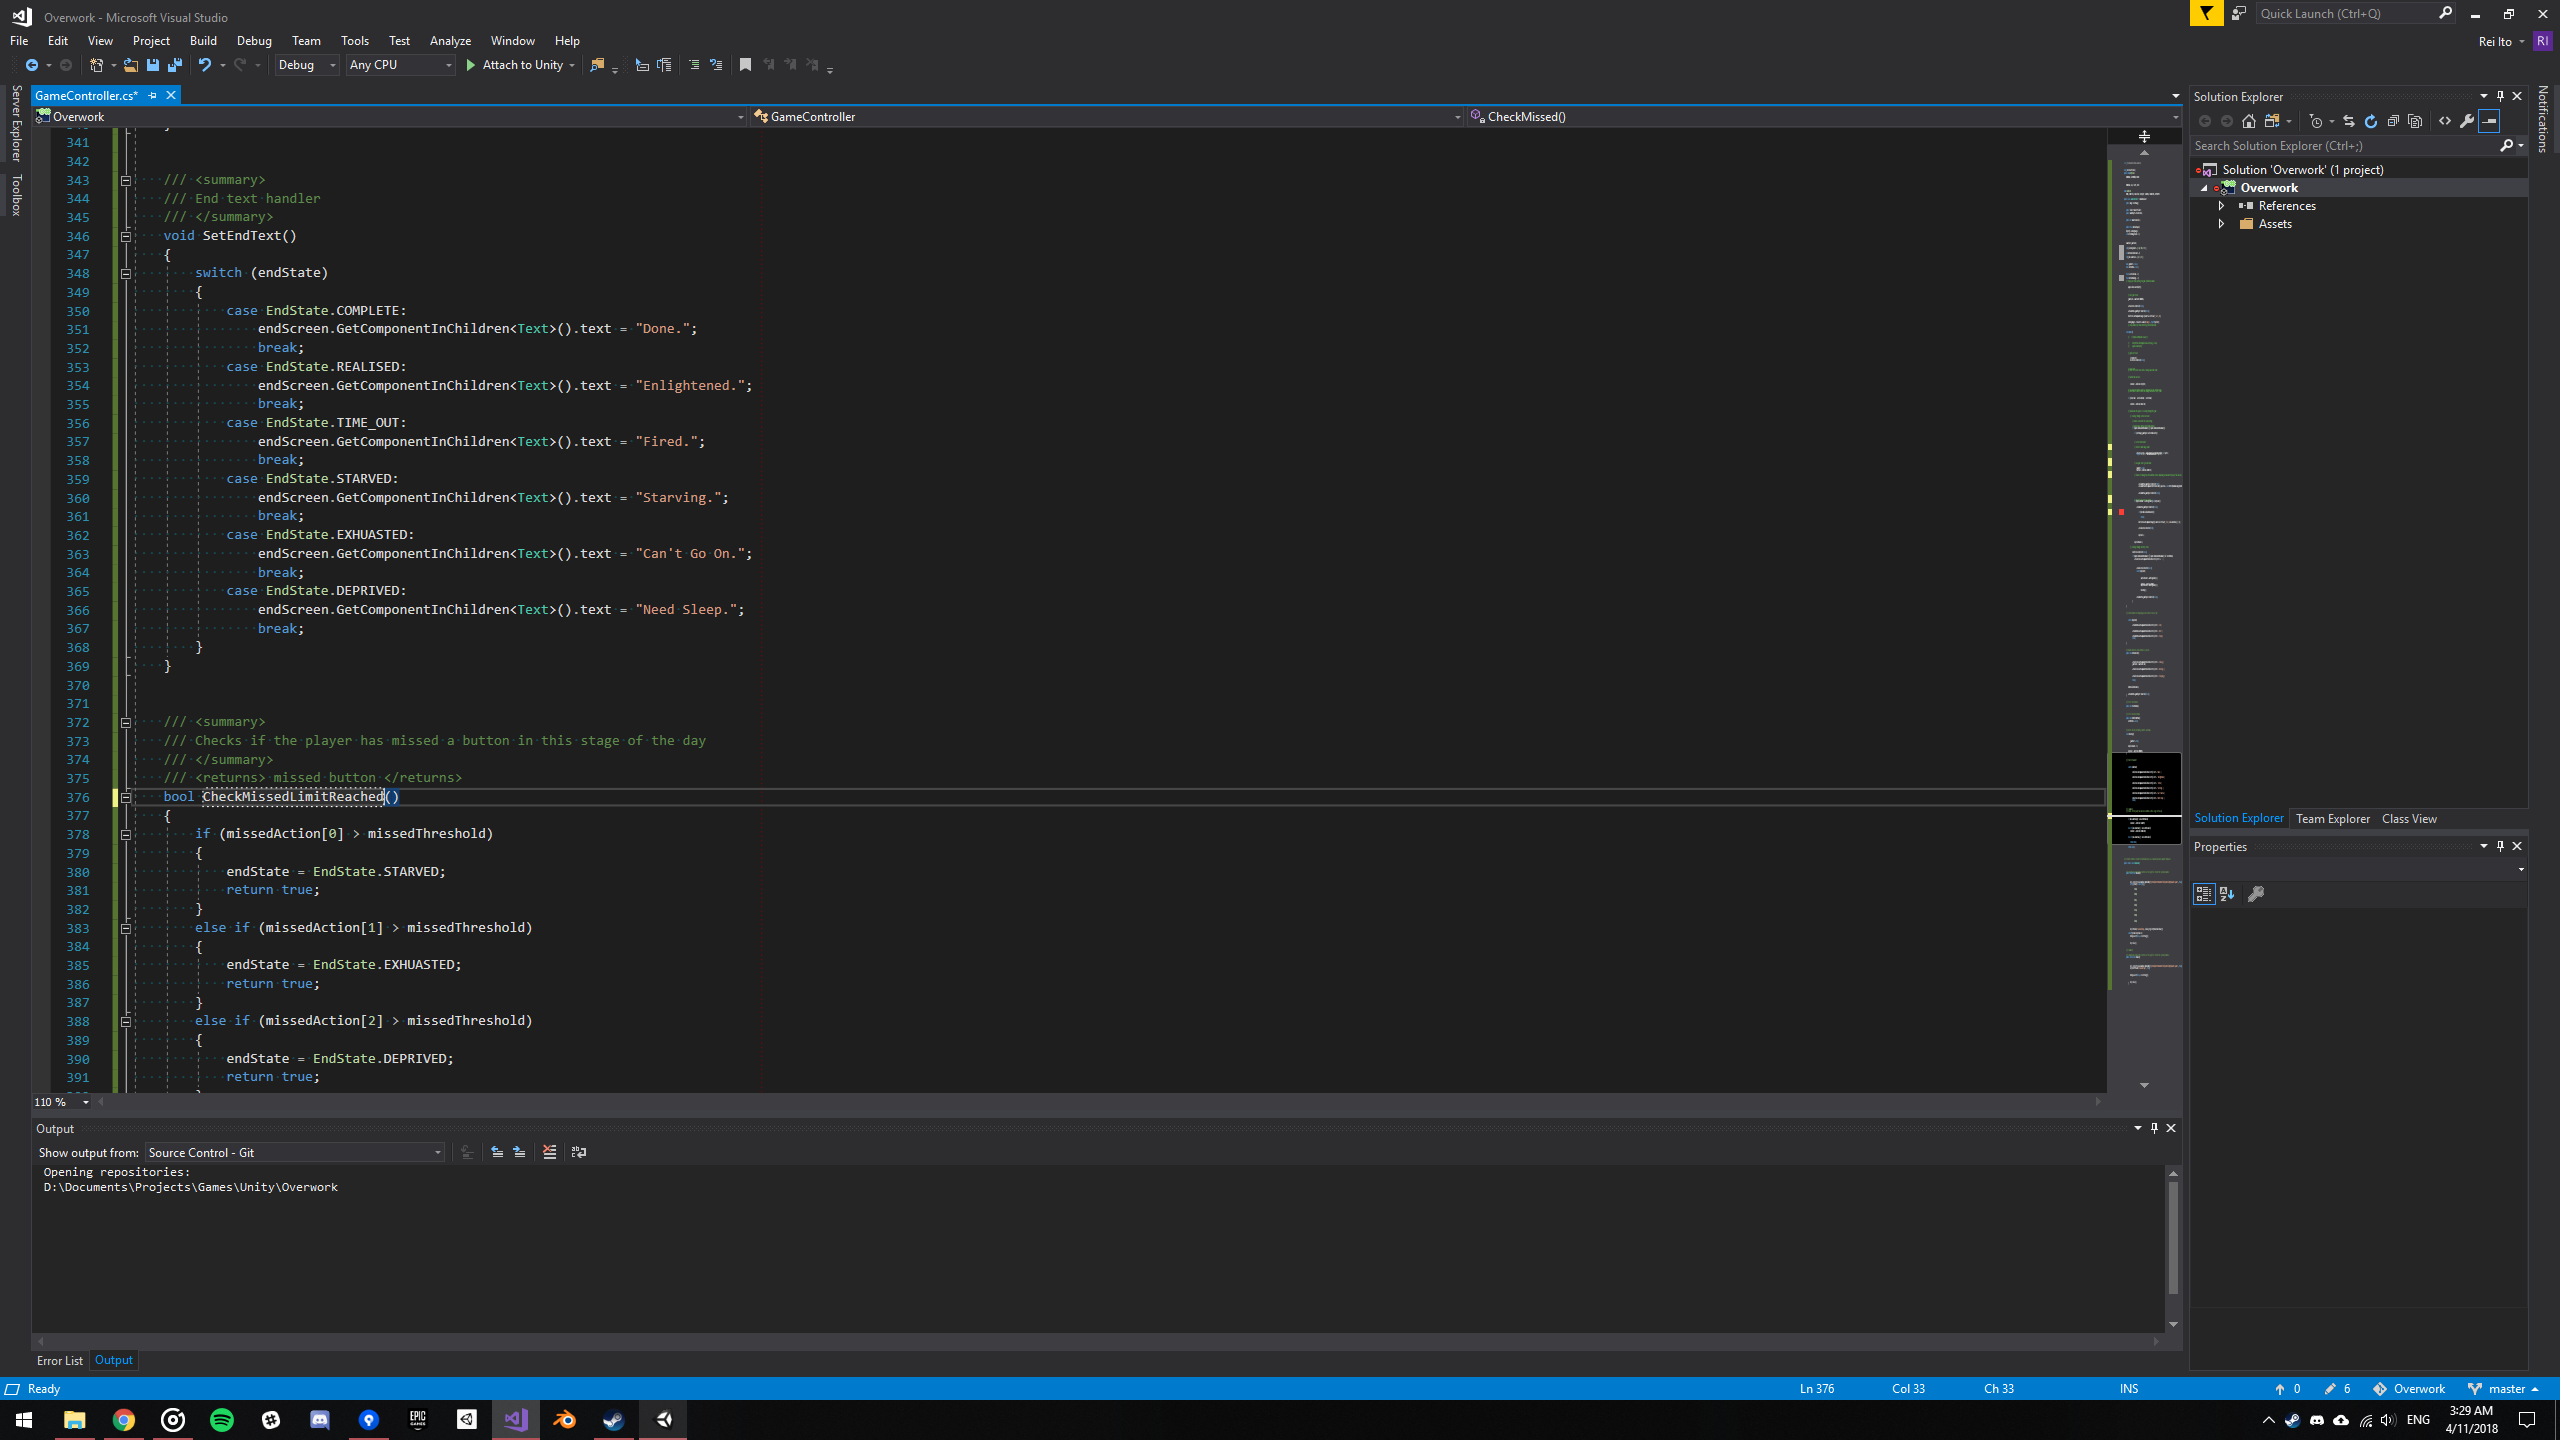 Overwork - Microsoft Visual Studio
Quick Launch (Ctrl+Q)
File Edit View Project Build Debug Team Tools Test Analyze Window Help
Rei Ito RI
Debug Any CPU Attach to Unity
Server Explorer
Toolbox
GameController.cs*
Overwork GameController CheckMissed()
341
342
343 /// <summary>
344 /// End text handler
345 /// </summary>
346 void SetEndText()
347 {
348 switch (endState)
349 {
350 case EndState.COMPLETE:
351 endScreen.GetComponentInChildren<Text>().text = "Done.";
352 break;
353 case EndState.REALISED:
354 endScreen.GetComponentInChildren<Text>().text = "Enlightened.";
355 break;
356 case EndState.TIME_OUT:
357 endScreen.GetComponentInChildren<Text>().text = "Fired.";
358 break;
359 case EndState.STARVED:
360 endScreen.GetComponentInChildren<Text>().text = "Starving.";
361 break;
362 case EndState.EXHUASTED:
363 endScreen.GetComponentInChildren<Text>().text = "Can't Go On.";
364 break;
365 case EndState.DEPRIVED:
366 endScreen.GetComponentInChildren<Text>().text = "Need Sleep.";
367 break;
368 }
369 }
370
371
372 /// <summary>
373 /// Checks if the player has missed a button in this stage of the day
374 /// </summary>
375 /// <returns> missed button </returns>
376 bool CheckMissedLimitReached()
377 {
378 if (missedAction[0] > missedThreshold)
379 {
380 endState = EndState.STARVED;
381 return true;
382 }
383 else if (missedAction[1] > missedThreshold)
384 {
385 endState = EndState.EXHUASTED;
386 return true;
387 }
388 else if (missedAction[2] > missedThreshold)
389 {
390 endState = EndState.DEPRIVED;
391 return true;
110 %
Output
Show output from: Source Control - Git
Opening repositories:
D:\Documents\Projects\Games\Unity\Overwork
Error List Output
Solution Explorer
Search Solution Explorer (Ctrl+;)
Solution 'Overwork' (1 project)
Overwork
References
Assets
Solution Explorer Team Explorer Class View
Properties
Notifications
Ready Ln 376 Col 33 Ch 33 INS 0 6 Overwork master
EPIC GAMES
ENG
3:29 AM
4/11/2018